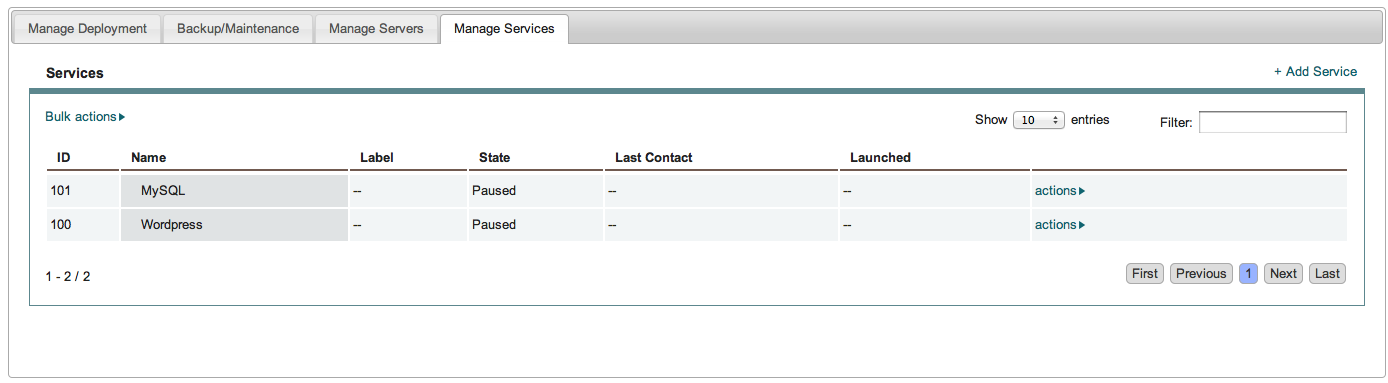 Manage Deployment Backup/Maintenance Manage Servers Manage Services
Services + Add Service
Bulk actions Show 10 entries Filter:
ID Name Label State Last Contact Launched
101 MySQL -- Paused -- -- actions
100 Wordpress -- Paused -- -- actions
1 - 2 / 2 First Previous 1 Next Last